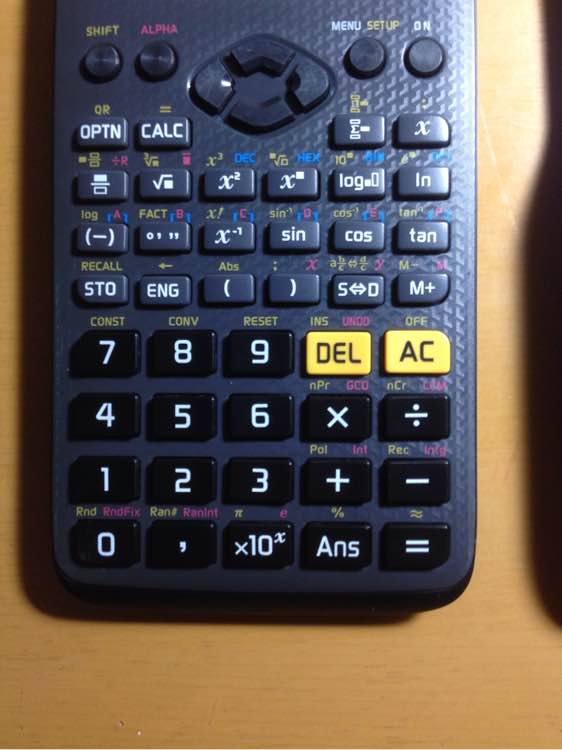 SHIFT ALPHA MENU SETUP ON
QR =
OPTN CALC x
÷R x³ DEC HEX
x² log ln
log A FACT B x! C sin⁻¹ D cos⁻¹ E tan⁻¹ F
(−) x⁻¹ sin cos tan
RECALL ← Abs ; x a b/c ⇔ d/c y M− M
STO ENG ( ) S⇔D M+
CONST CONV RESET INS UNDO OFF
7 8 9 DEL AC
nPr GCD nCr LCM
4 5 6 × ÷
Pol Int Rec Intg
1 2 3 + −
Rnd RndFix Ran# RanInt π e % ≈
0 , ×10ˣ Ans =